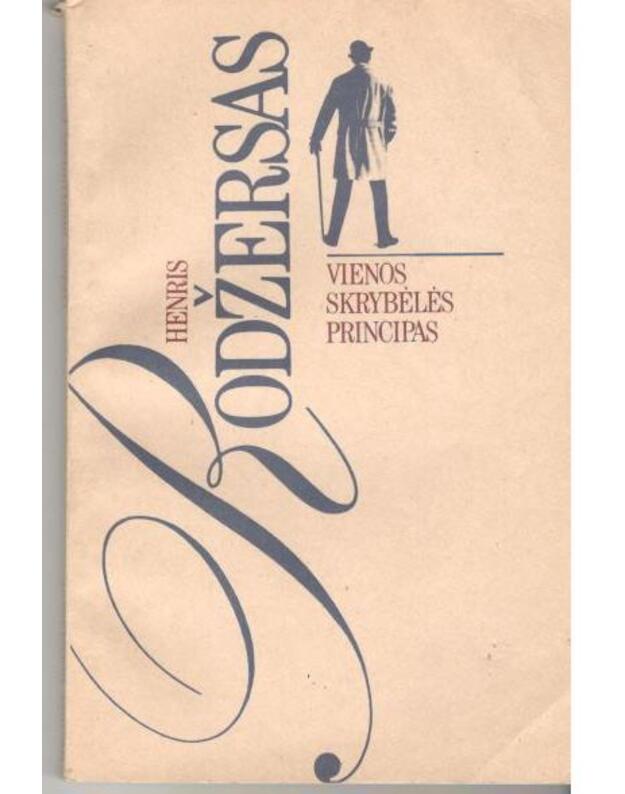 HENRIS
RODŽERSAS
VIENOS
SKRYBĖLĖS
PRINCIPAS